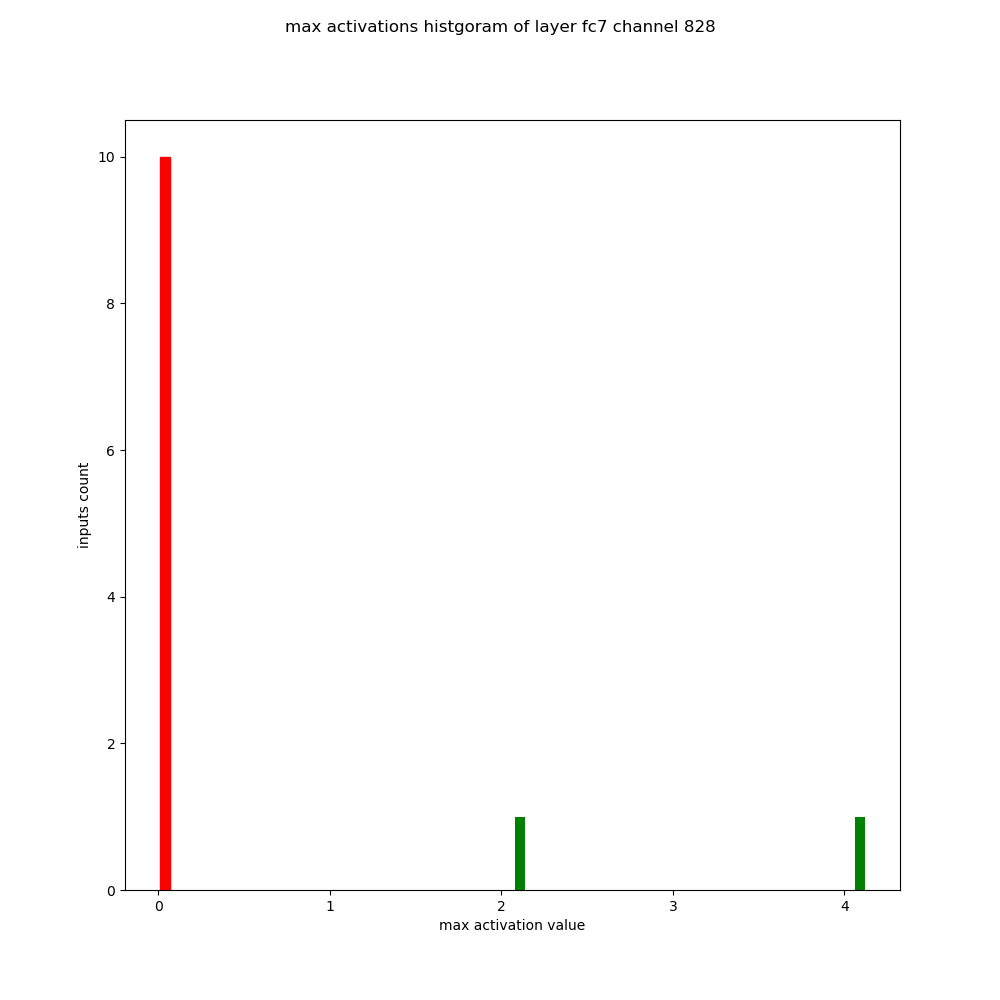 max activations histgoram of layer fc7 channel 828
10
8
6
4
2
0
inputs count
0 1 2 3 4
max activation value